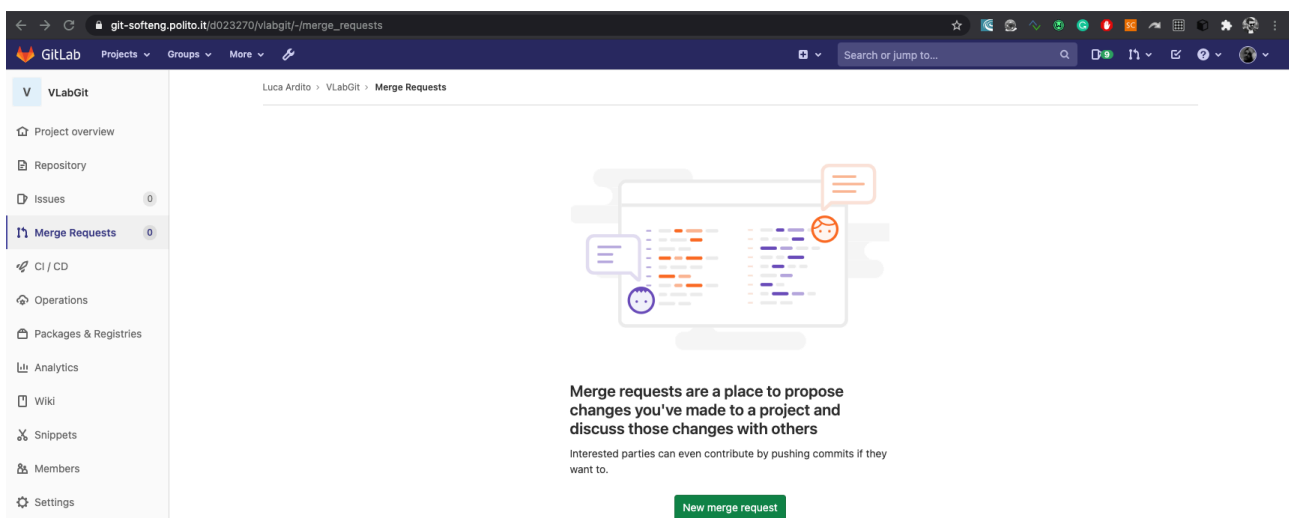 git-softeng.polito.it/d023270/vlabgit/-/merge_requests
GitLab Projects Groups More Search or jump to... 9
V VLabGit
Luca Ardito › VLabGit › Merge Requests
Project overview
Repository
Issues 0
Merge Requests 0
CI / CD
Operations
Packages & Registries
Analytics
Wiki
Snippets
Members
Settings
Merge requests are a place to propose
changes you've made to a project and
discuss those changes with others
Interested parties can even contribute by pushing commits if they
want to.
New merge request